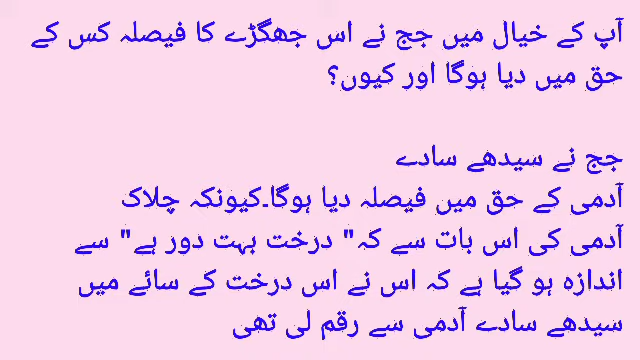 آپ کے خیال میں جج نے اس جھگڑے کا فیصلہ کس کے
حق میں دیا ہوگا اور کیوں؟
جج نے سیدھے سادے
آدمی کے حق میں فیصلہ دیا ہوگا۔کیونکہ چلاک
آدمی کی اس بات سے کہ" درخت بہت دور ہے" سے
اندازہ ہو گیا ہے کہ اس نے اس درخت کے سائے میں
سیدھے سادے آدمی سے رقم لی تھی